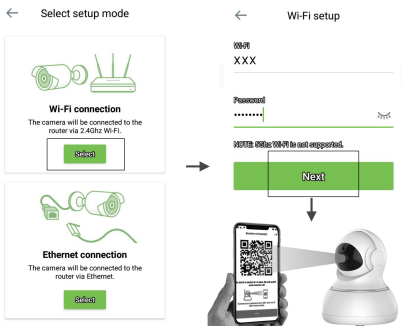 Select setup mode
Wi-Fi connection
The camera will be connected to the
router via 2.4Ghz Wi-Fi.
Select
Ethernet connection
The camera will be connected to the
router via Ethernet.
Select
Wi-Fi setup
Wi-Fi
XXX
Password
••••••••
NOTE: 5Ghz Wi-Fi is not supported.
Next